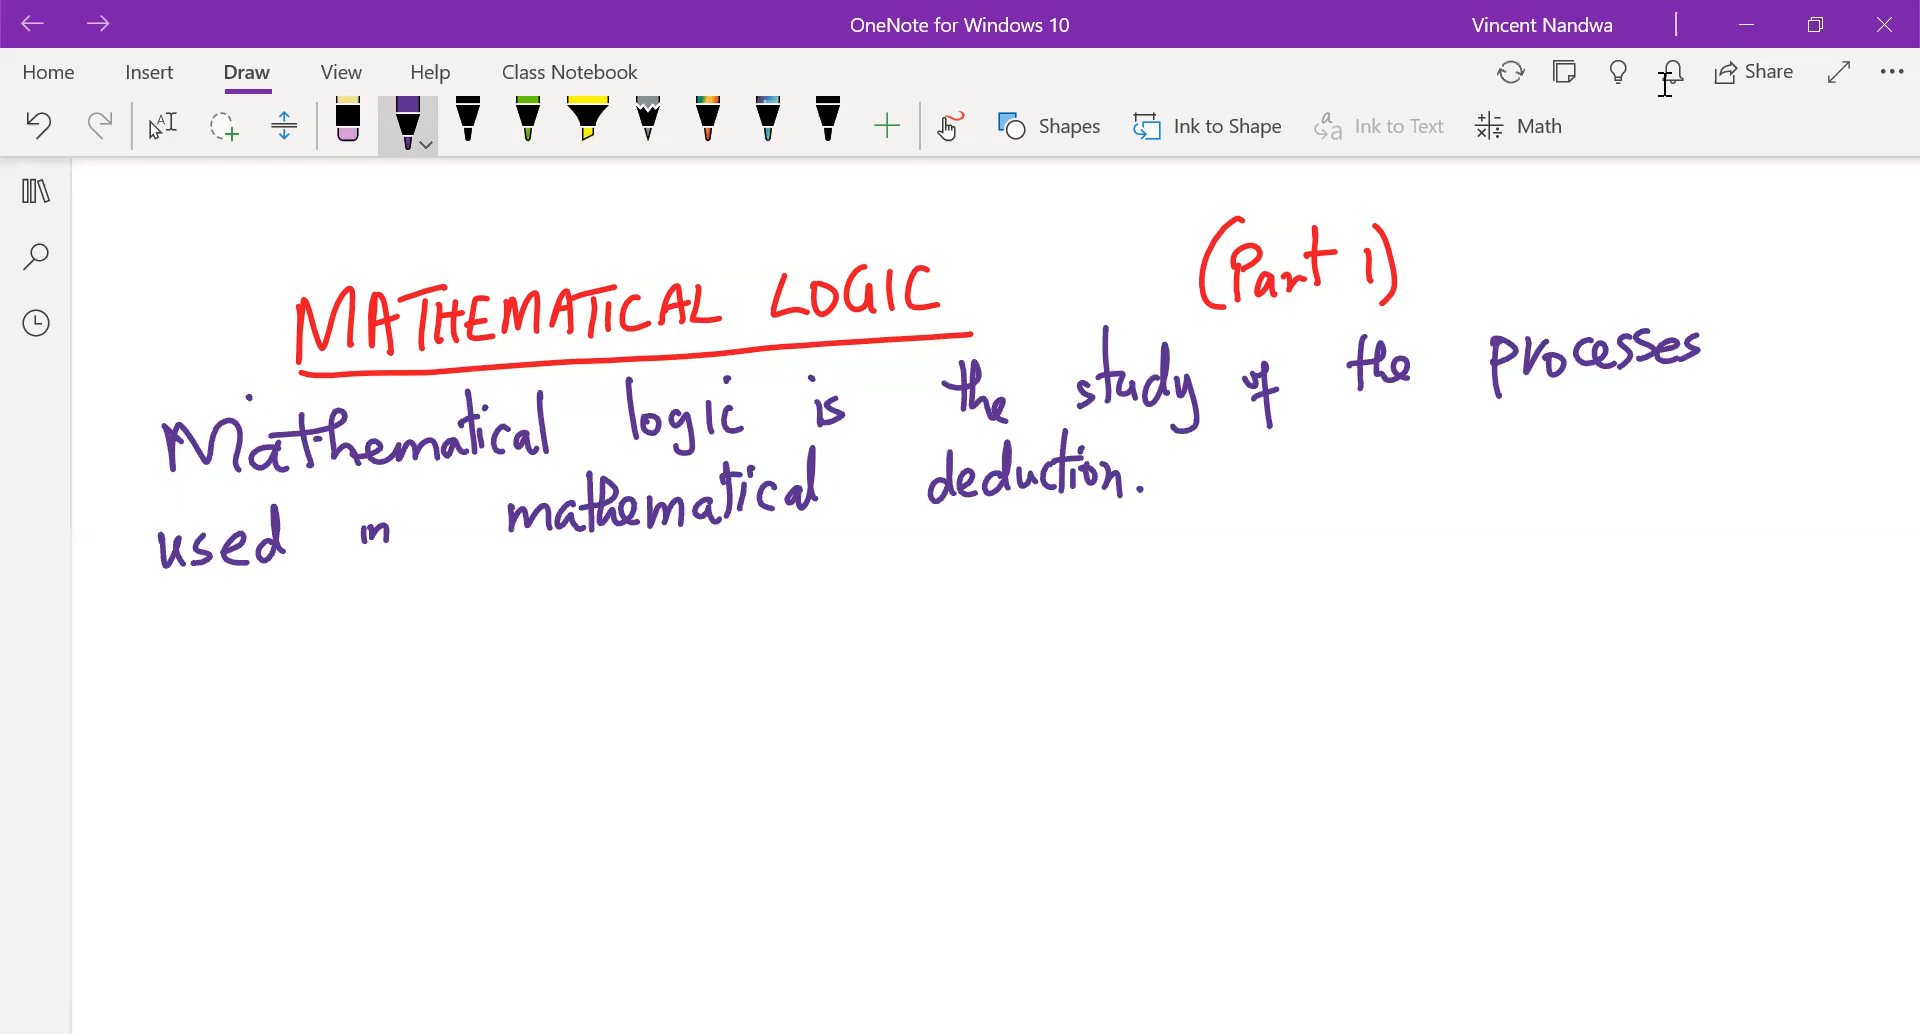 OneNote for Windows 10
Vincent Nandwa
Home Insert Draw View Help Class Notebook
Share
Shapes Ink to Shape Ink to Text Math
(Part 1)
MATHEMATICAL LOGIC
Mathematical logic is the study of the processes
used in mathematical deduction.